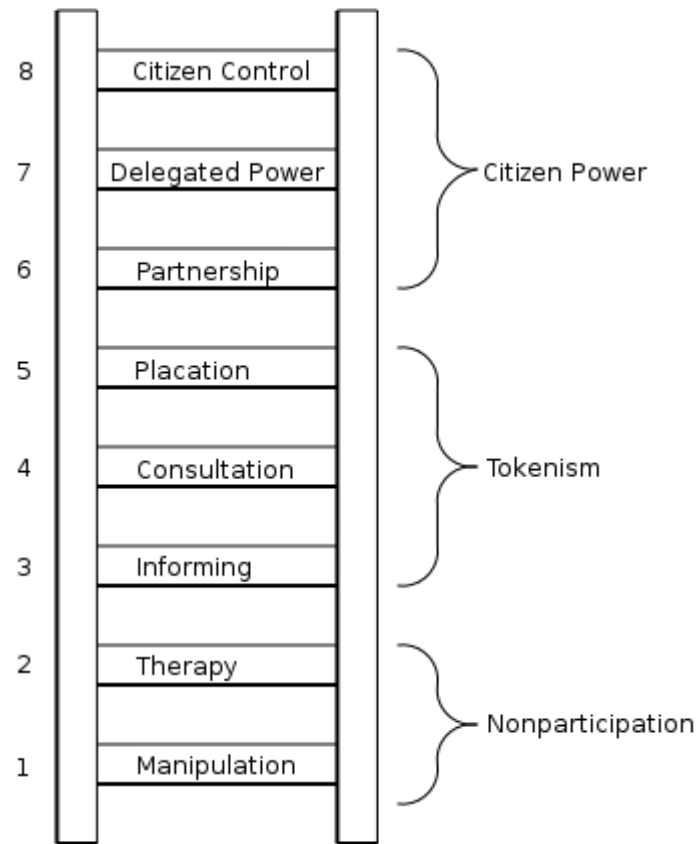 8 Citizen Control
7 Delegated Power
Citizen Power
6 Partnership
5 Placation
4 Consultation
Tokenism
3 Informing
2 Therapy
Nonparticipation
1 Manipulation